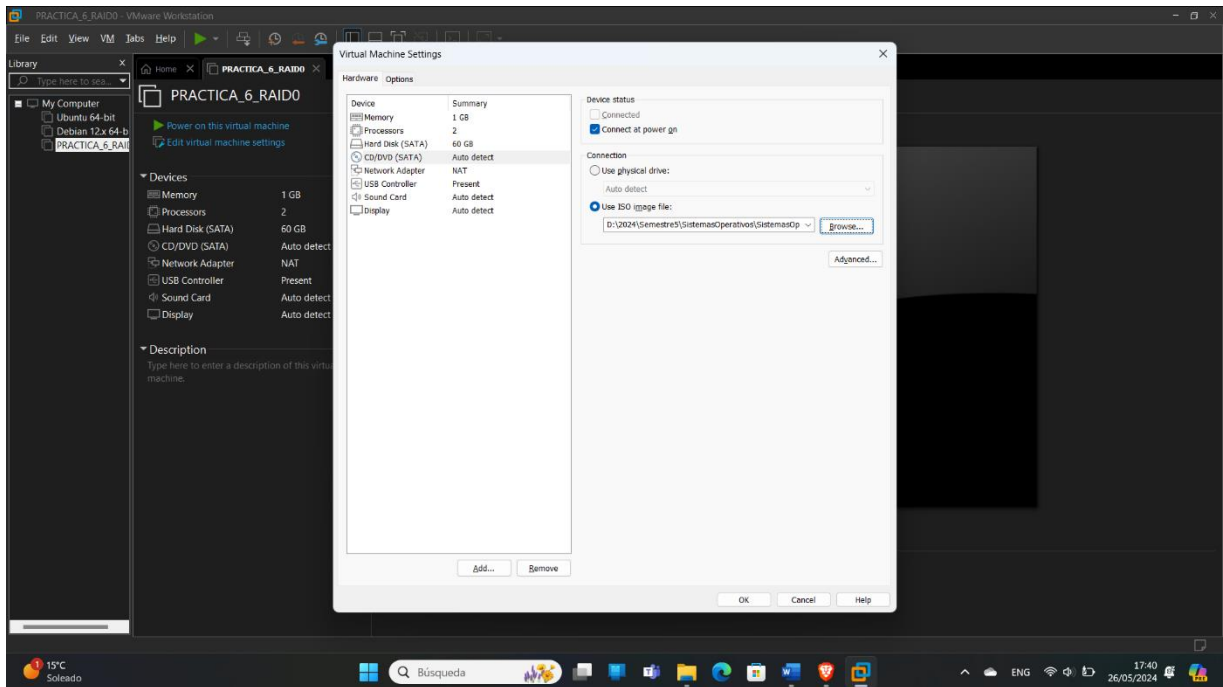 PRACTICA_6_RAID0 - VMware Workstation
File Edit View VM Tabs Help
Library X
Type here to sea...
My Computer
Ubuntu 64-bit
Debian 12.x 64-b
PRACTICA_6_RAI
Home X PRACTICA_6_RAID0 X
PRACTICA_6_RAID0
Power on this virtual machine
Edit virtual machine settings
Devices
Memory 1 GB
Processors 2
Hard Disk (SATA) 60 GB
CD/DVD (SATA) Auto detect
Network Adapter NAT
USB Controller Present
Sound Card Auto detect
Display Auto detect
Description
Type here to enter a description of this virtu
machine.
Virtual Machine Settings
Hardware Options
Device Summary
Memory 1 GB
Processors 2
Hard Disk (SATA) 60 GB
CD/DVD (SATA) Auto detect
Network Adapter NAT
USB Controller Present
Sound Card Auto detect
Display Auto detect
Add... Remove
Device status
Connected
Connect at power on
Connection
Use physical drive:
Auto detect
Use ISO image file:
D:\2024\Semestre5\SistemasOperativos\SistemasOp Browse...
Advanced...
OK Cancel Help
1
15°C
Soleado
Búsqueda
ENG
17:40
26/05/2024